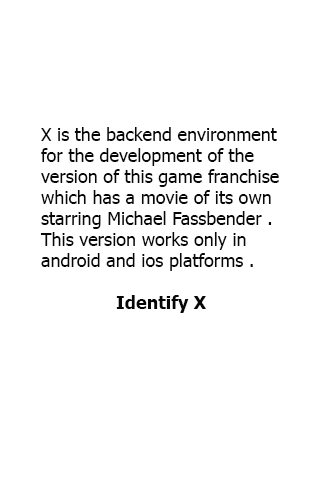 X is the backend environment
for the development of the
version of this game franchise
which has a movie of its own
starring Michael Fassbender .
This version works only in
android and ios platforms .
Identify X